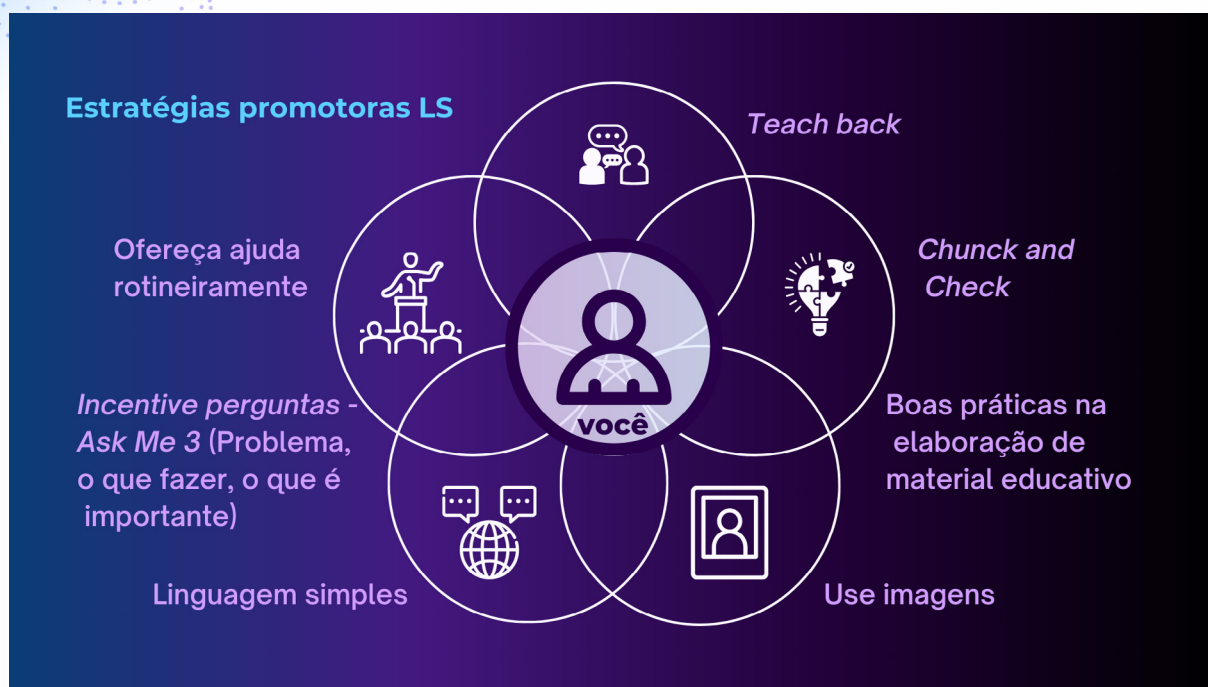 Estratégias promotoras LS
Teach back
Ofereça ajuda
rotineiramente
Chunck and
Check
Incentive perguntas -
Ask Me 3 (Problema,
o que fazer, o que é
importante)
você
Boas práticas na
elaboração de
material educativo
Linguagem simples
Use imagens